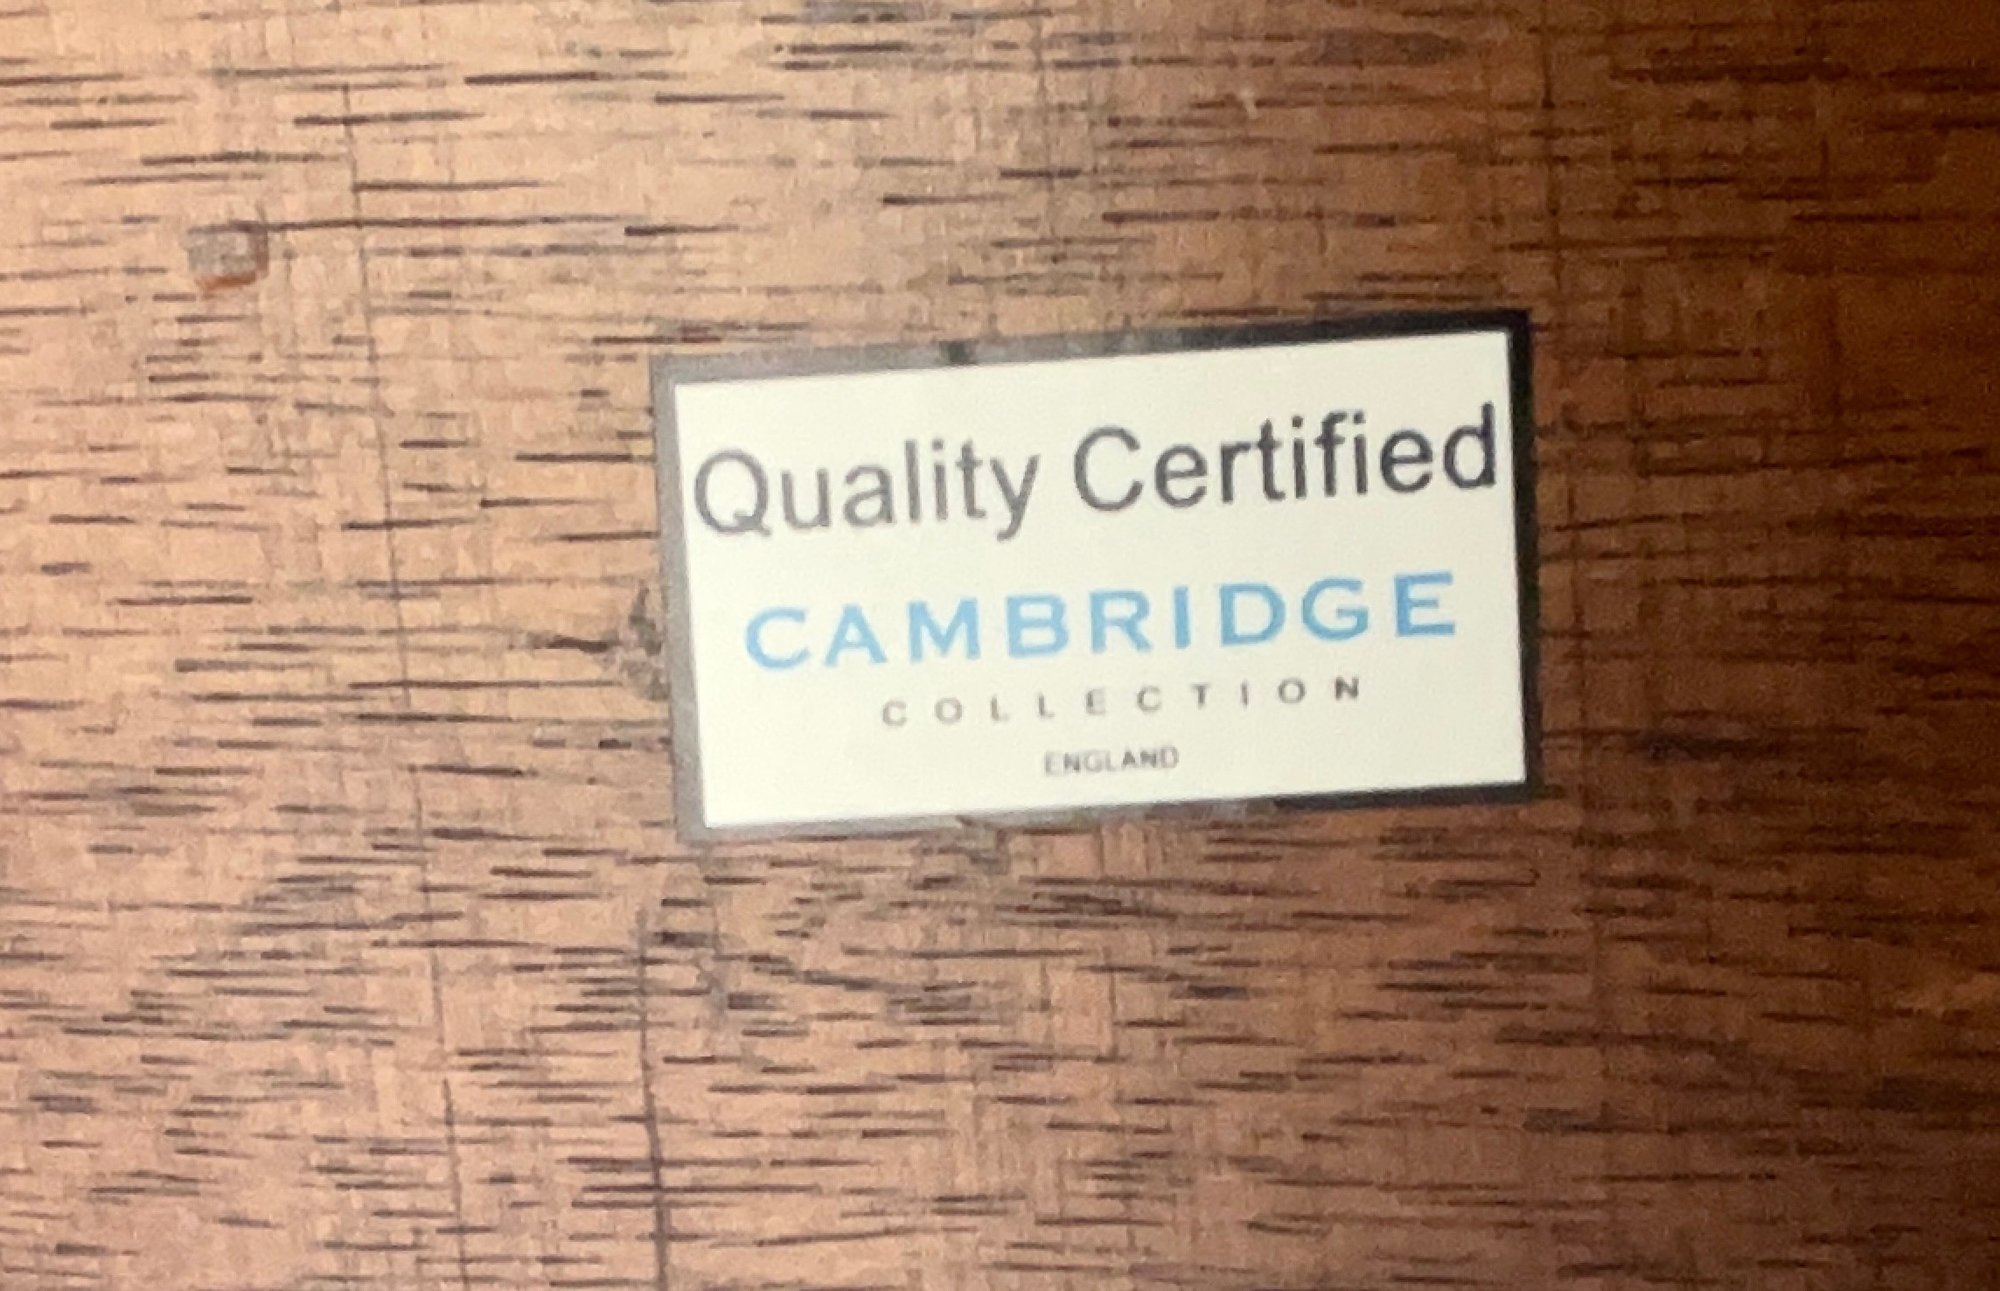 Quality Certified
CAMBRIDGE
COLLECTION
ENGLAND